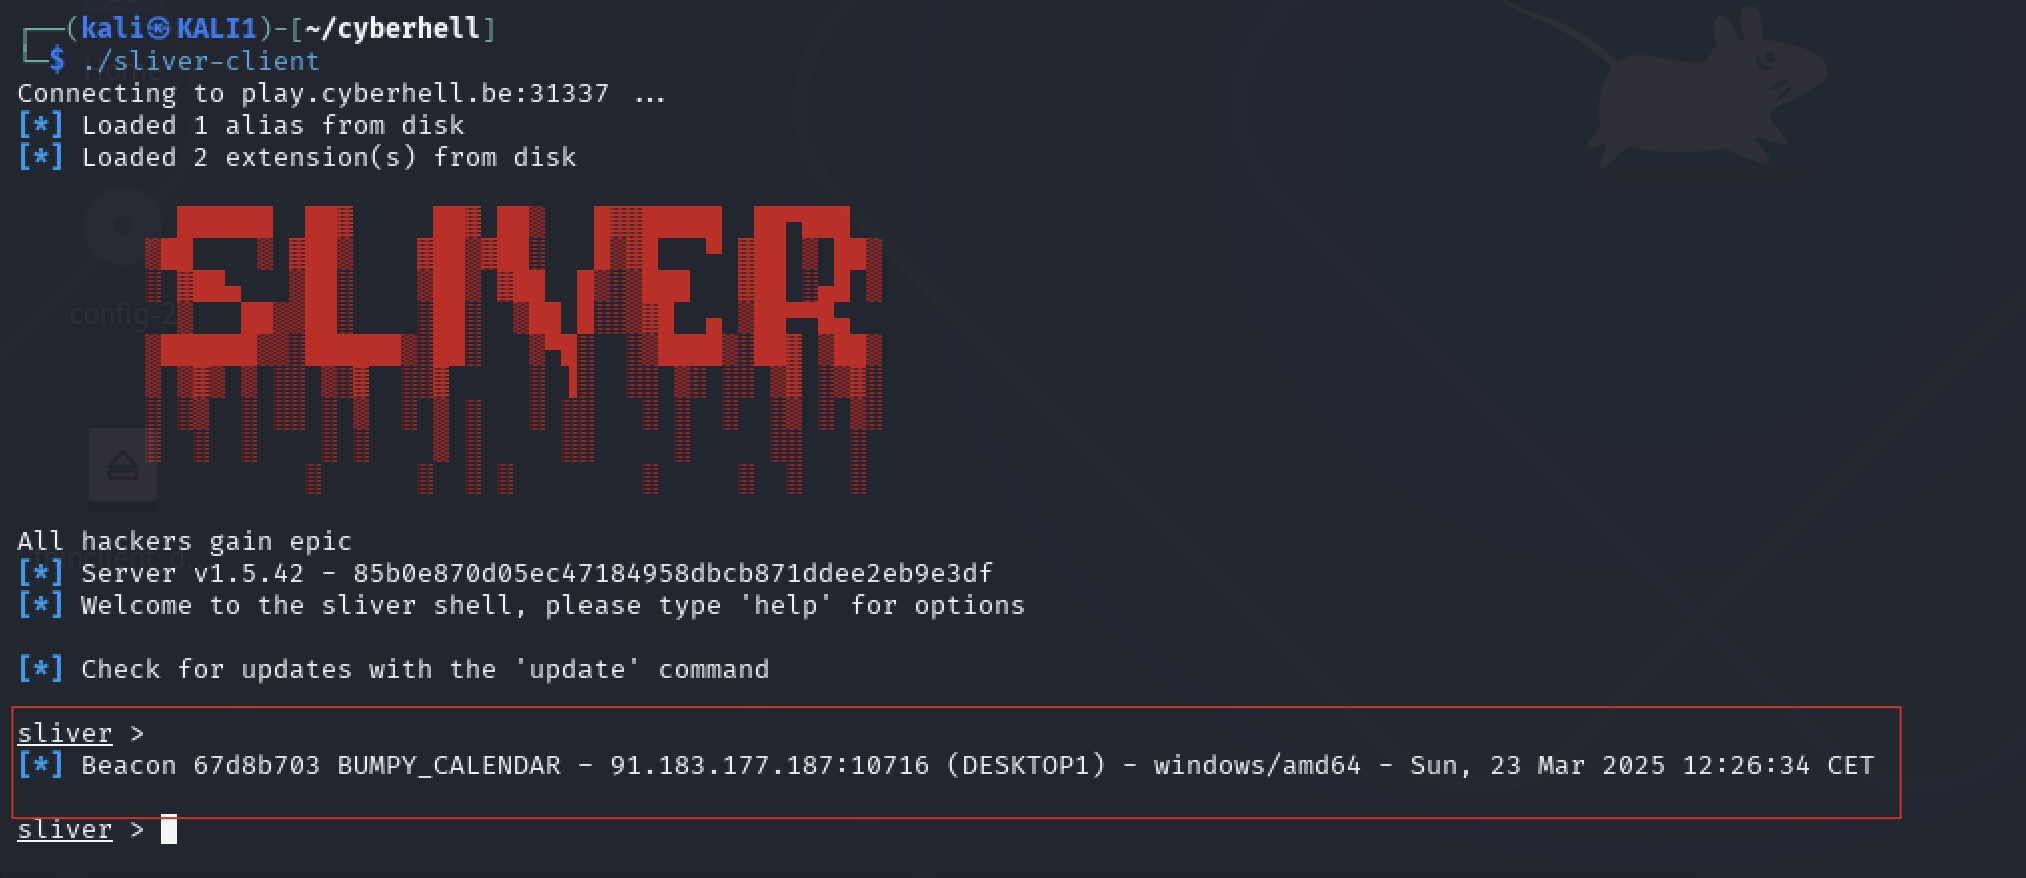 ┌──(kali㉿KALI1)-[~/cyberhell]
└─$ ./sliver-client
Connecting to play.cyberhell.be:31337 ...
[*] Loaded 1 alias from disk
[*] Loaded 2 extension(s) from disk
SLIVER
All hackers gain epic
[*] Server v1.5.42 - 85b0e870d05ec47184958dbcb871ddee2eb9e3df
[*] Welcome to the sliver shell, please type 'help' for options
[*] Check for updates with the 'update' command
sliver >
[*] Beacon 67d8b703 BUMPY_CALENDAR - 91.183.177.187:10716 (DESKTOP1) - windows/amd64 - Sun, 23 Mar 2025 12:26:34 CET
sliver >
Home
config-2